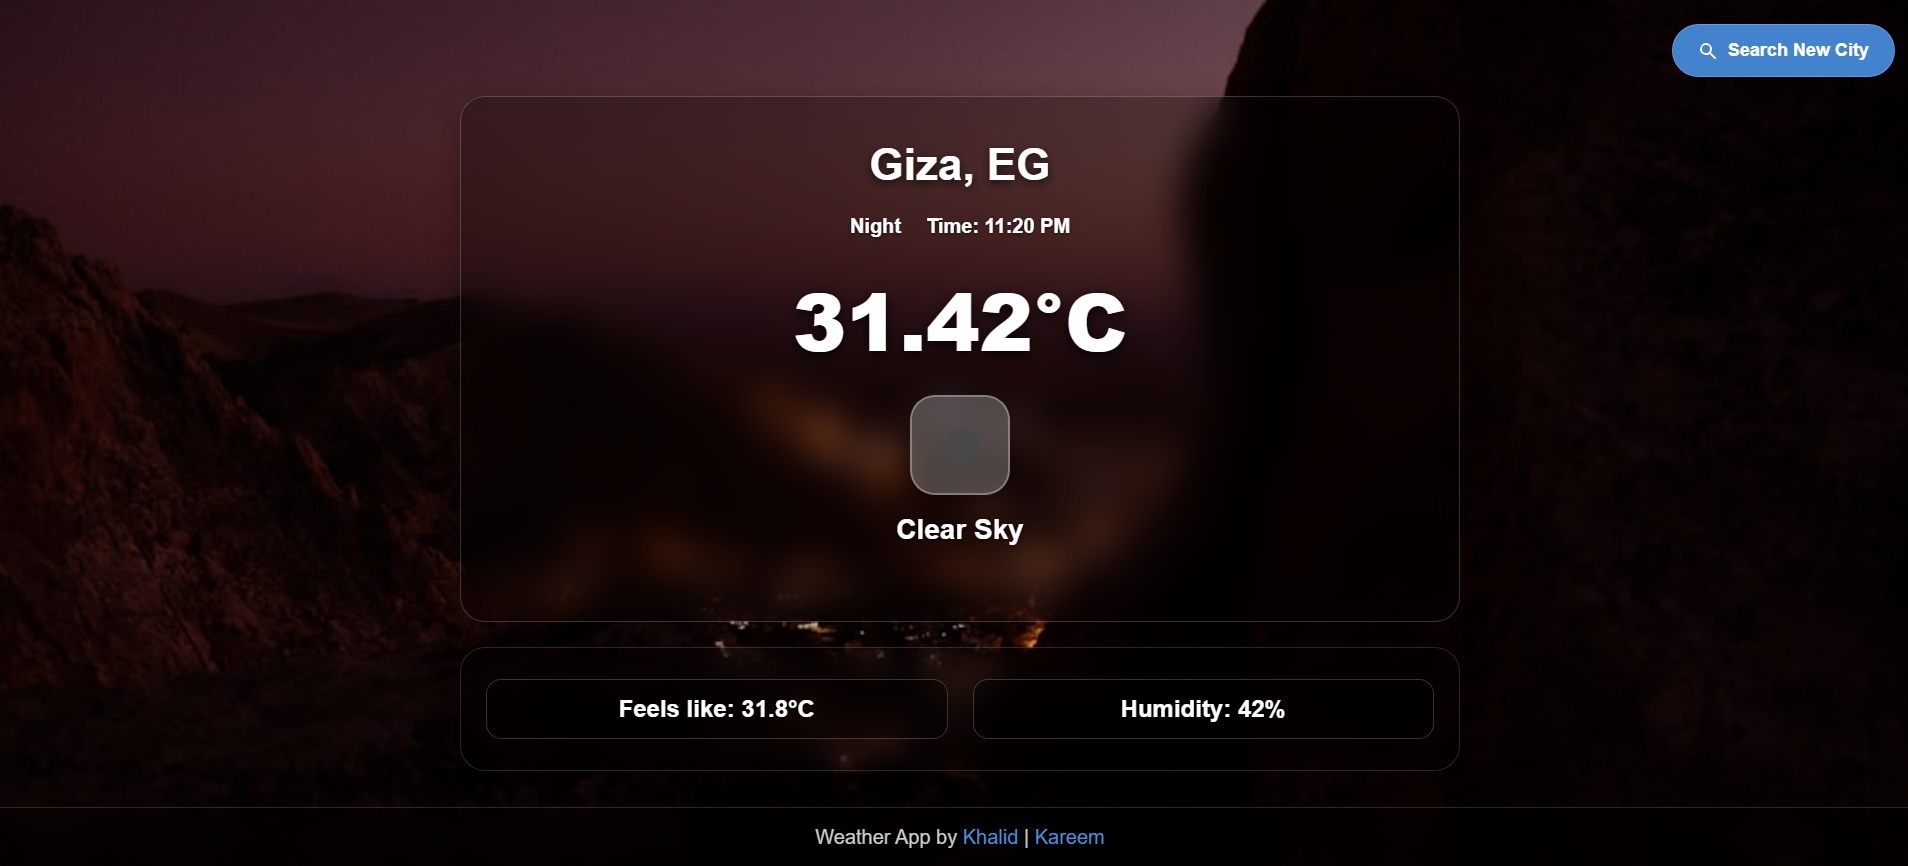 Search New City
Giza, EG
Night Time: 11:20 PM
31.42°C
Clear Sky
Feels like: 31.8°C
Humidity: 42%
Weather App by Khalid | Kareem